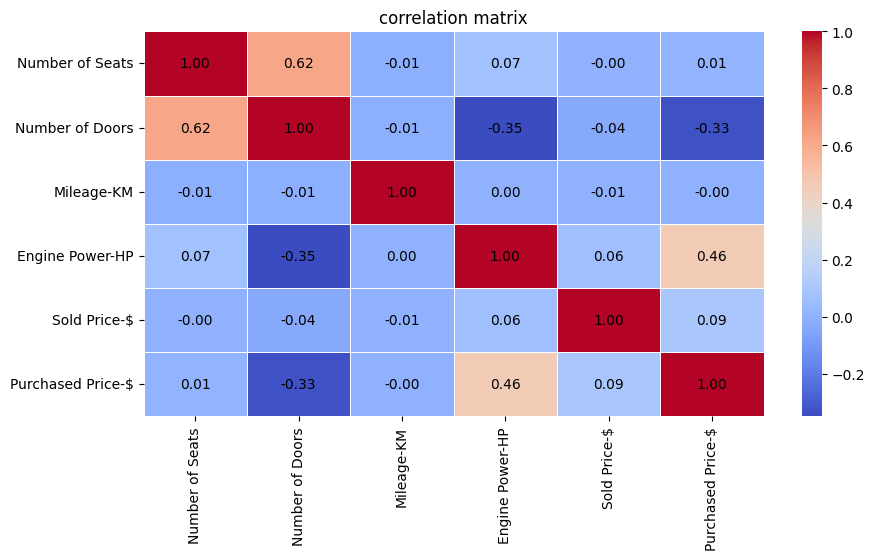 correlation matrix
Number of Seats 1.00 0.62 -0.01 0.07 -0.00 0.01
Number of Doors 0.62 1.00 -0.01 -0.35 -0.04 -0.33
Mileage-KM -0.01 -0.01 1.00 0.00 -0.01 -0.00
Engine Power-HP 0.07 -0.35 0.00 1.00 0.06 0.46
Sold Price-$ -0.00 -0.04 -0.01 0.06 1.00 0.09
Purchased Price-$ 0.01 -0.33 -0.00 0.46 0.09 1.00
Number of Seats
Number of Doors
Mileage-KM
Engine Power-HP
Sold Price-$
Purchased Price-$
1.0
0.8
0.6
0.4
0.2
0.0
−0.2